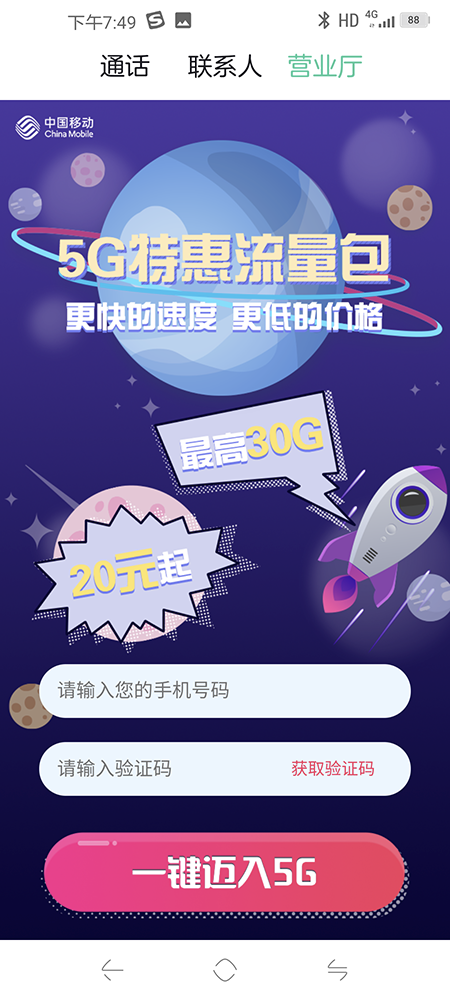 下午7:49
HD 4G 88
通话 联系人 营业厅
中国移动
China Mobile
5G特惠流量包
更快的速度 更低的价格
最高30G
20元起
请输入您的手机号码
请输入验证码 获取验证码
一键迈入5G